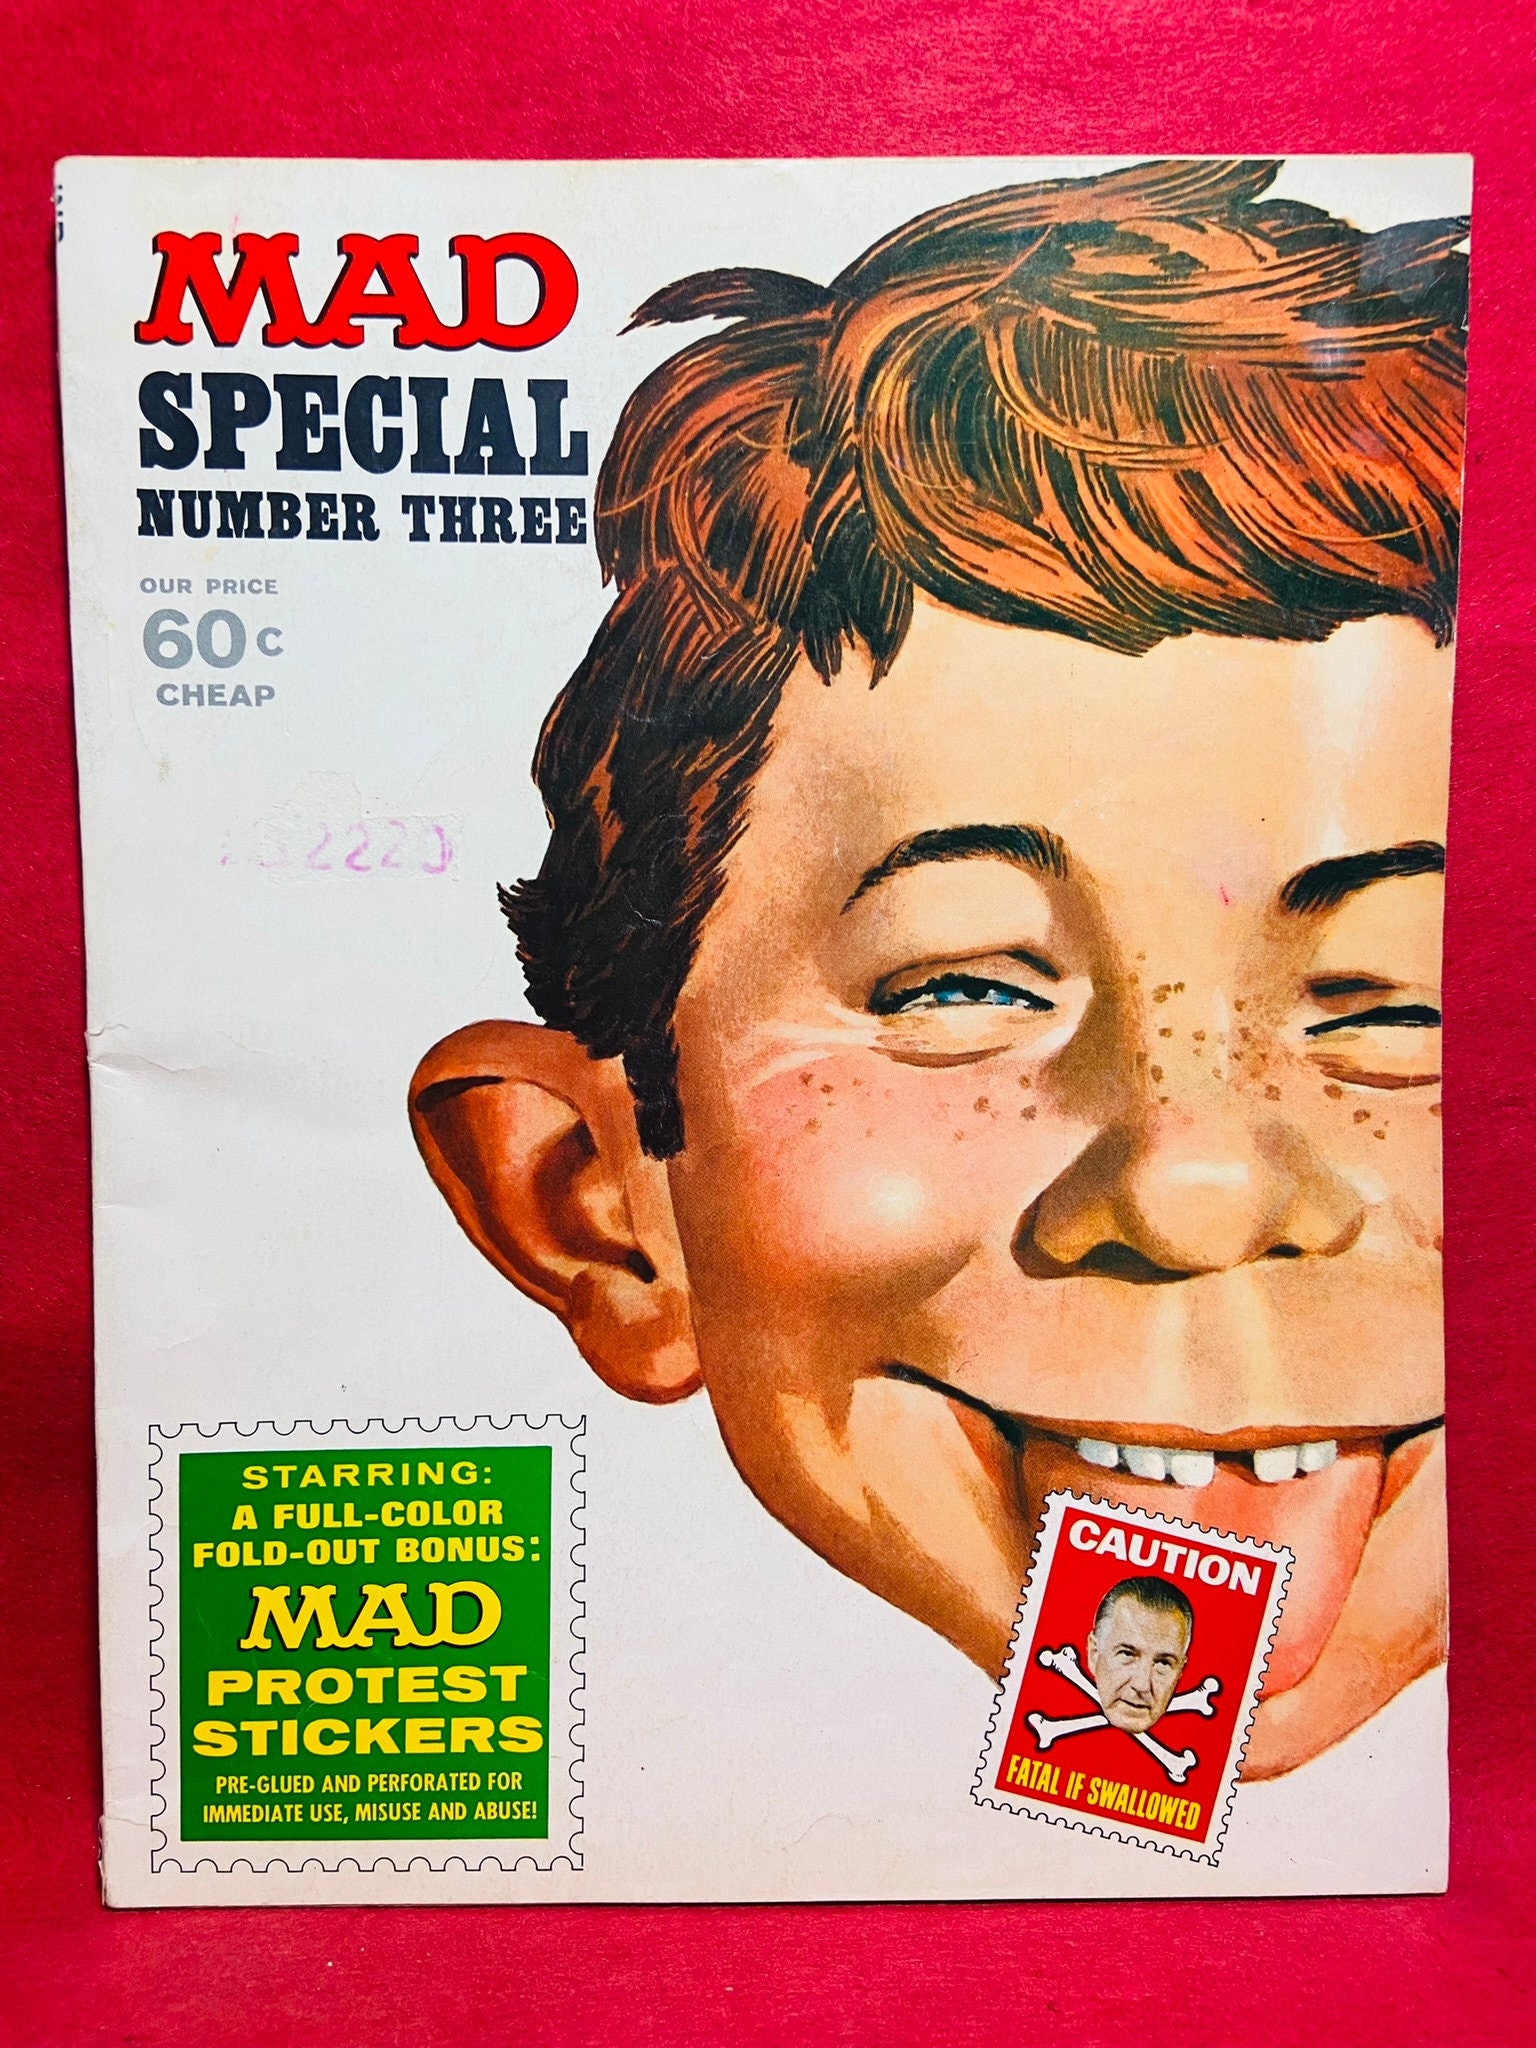 MAD
SPECIAL
NUMBER THREE
OUR PRICE
60c
CHEAP
2220
STARRING:
A FULL-COLOR
FOLD-OUT BONUS:
MAD
PROTEST
STICKERS
PRE-GLUED AND PERFORATED FOR
IMMEDIATE USE, MISUSE AND ABUSE!
CAUTION
FATAL IF SWALLOWED